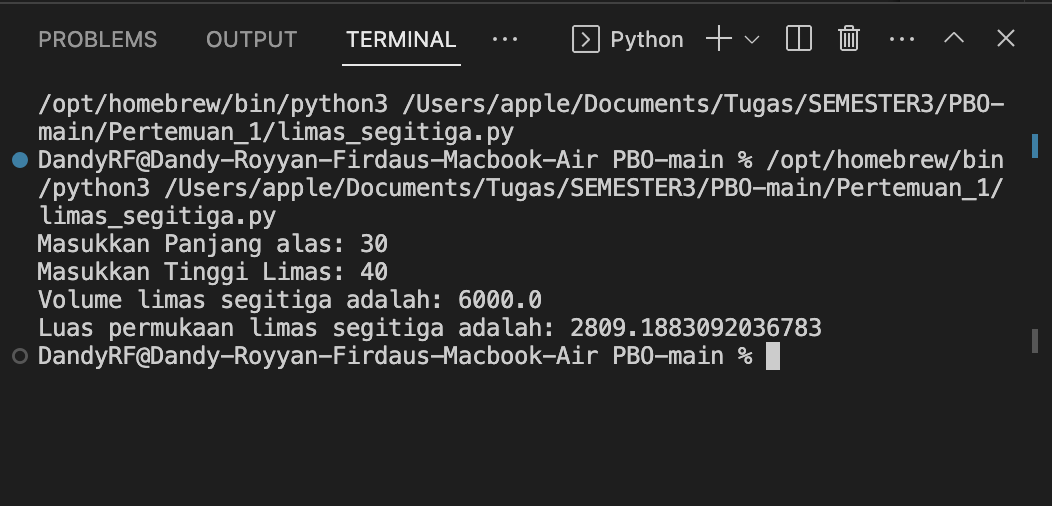 PROBLEMS OUTPUT TERMINAL ··· Python
/opt/homebrew/bin/python3 /Users/apple/Documents/Tugas/SEMESTER3/PBO-
main/Pertemuan_1/limas_segitiga.py
DandyRF@Dandy-Royyan-Firdaus-Macbook-Air PBO-main % /opt/homebrew/bin
/python3 /Users/apple/Documents/Tugas/SEMESTER3/PBO-main/Pertemuan_1/
limas_segitiga.py
Masukkan Panjang alas: 30
Masukkan Tinggi Limas: 40
Volume limas segitiga adalah: 6000.0
Luas permukaan limas segitiga adalah: 2809.1883092036783
DandyRF@Dandy-Royyan-Firdaus-Macbook-Air PBO-main %